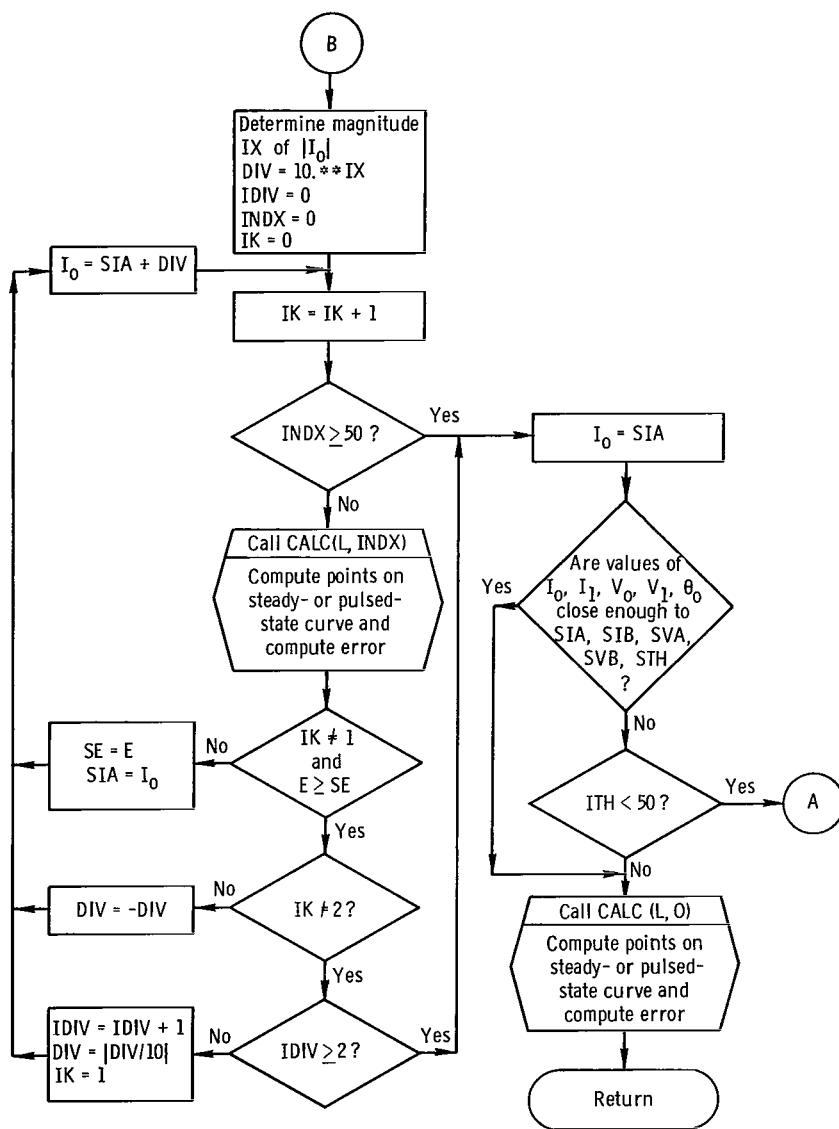 B
Determine magnitude
IX of |I₀|
DIV = 10.**IX
IDIV = 0
INDX = 0
IK = 0
I₀ = SIA + DIV
IK = IK + 1
INDX ≥ 50 ?
Yes
No
I₀ = SIA
Call CALC(L, INDX)
Compute points on
steady- or pulsed-
state curve and
compute error
Are values of
I₀, I₁, V₀, V₁, θ₀
close enough to
SIA, SIB, SVA,
SVB, STH
?
Yes
No
IK ≠ 1
and
E ≥ SE
No
Yes
SE = E
SIA = I₀
ITH < 50 ?
Yes
No
A
IK ≠ 2 ?
No
Yes
DIV = -DIV
Call CALC (L, O)
Compute points on
steady- or pulsed-
state curve and
compute error
IDIV ≥ 2 ?
No
Yes
IDIV = IDIV + 1
DIV = |DIV/10|
IK = 1
Return